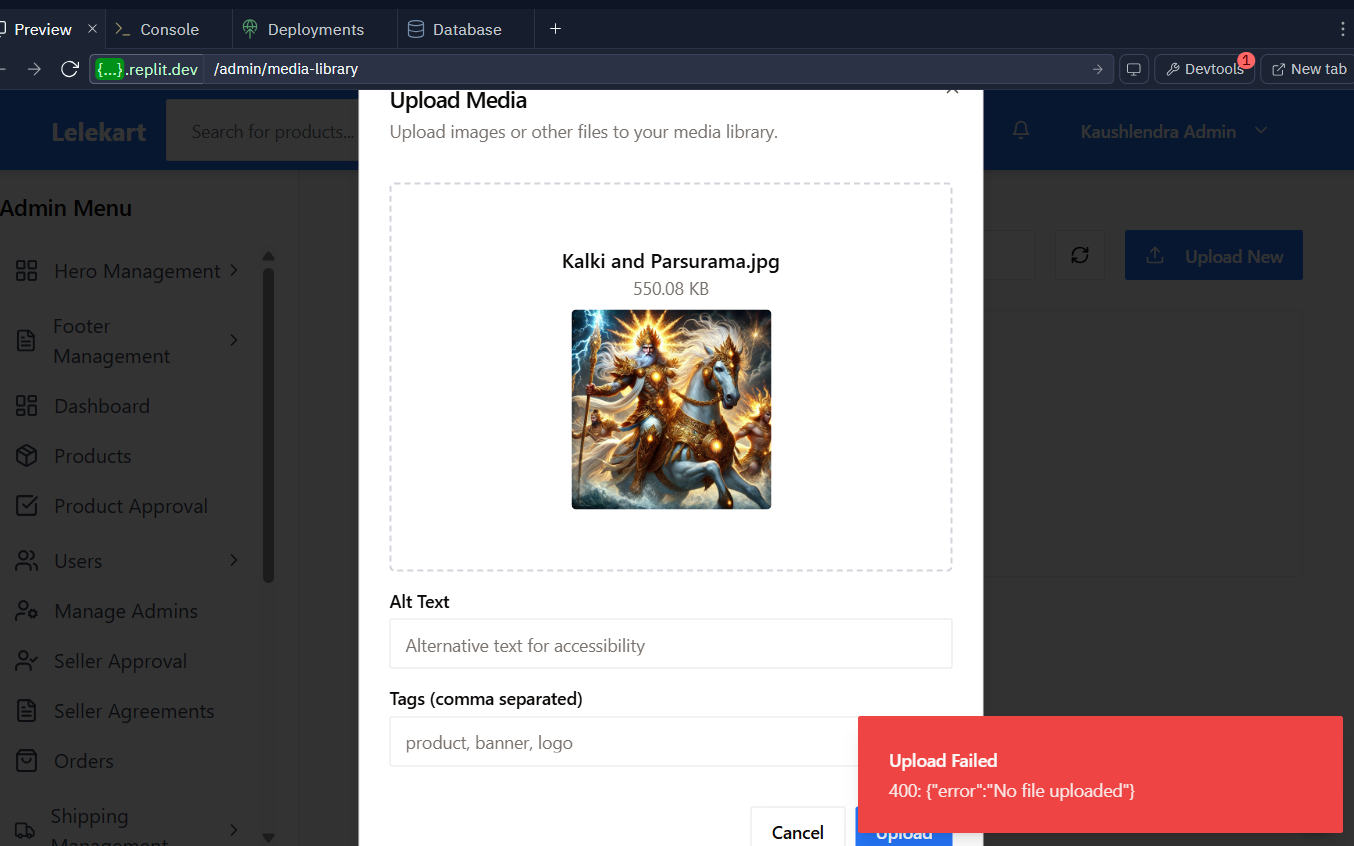 Preview
Console
Deployments
Database
{...}.replit.dev
/admin/media-library
Devtools
1
New tab
Upload Media
Upload images or other files to your media library.
Lelekart
Search for products...
Kaushlendra Admin
Admin Menu
Hero Management
Footer
Management
Dashboard
Products
Product Approval
Users
Manage Admins
Seller Approval
Seller Agreements
Orders
Shipping
Management
Upload New
Kalki and Parsurama.jpg
550.08 KB
Alt Text
Alternative text for accessibility
Tags (comma separated)
product, banner, logo
Cancel
Upload
Upload Failed
400: {"error":"No file uploaded"}